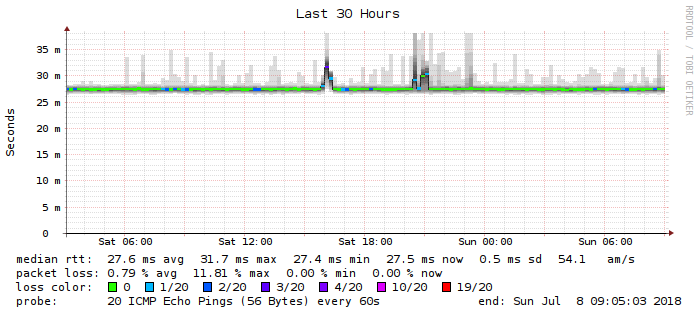 Last 30 Hours
RRDTOOL / TOBI OETIKER
Seconds
35 m
30 m
25 m
20 m
15 m
10 m
5 m
0
Sat 06:00 Sat 12:00 Sat 18:00 Sun 00:00 Sun 06:00
median rtt: 27.6 ms avg 31.7 ms max 27.4 ms min 27.5 ms now 0.5 ms sd 54.1 am/s
packet loss: 0.79 % avg 11.81 % max 0.00 % min 0.00 % now
loss color: 0 1/20 2/20 3/20 4/20 10/20 19/20
probe: 20 ICMP Echo Pings (56 Bytes) every 60s end: Sun Jul 8 09:05:03 2018